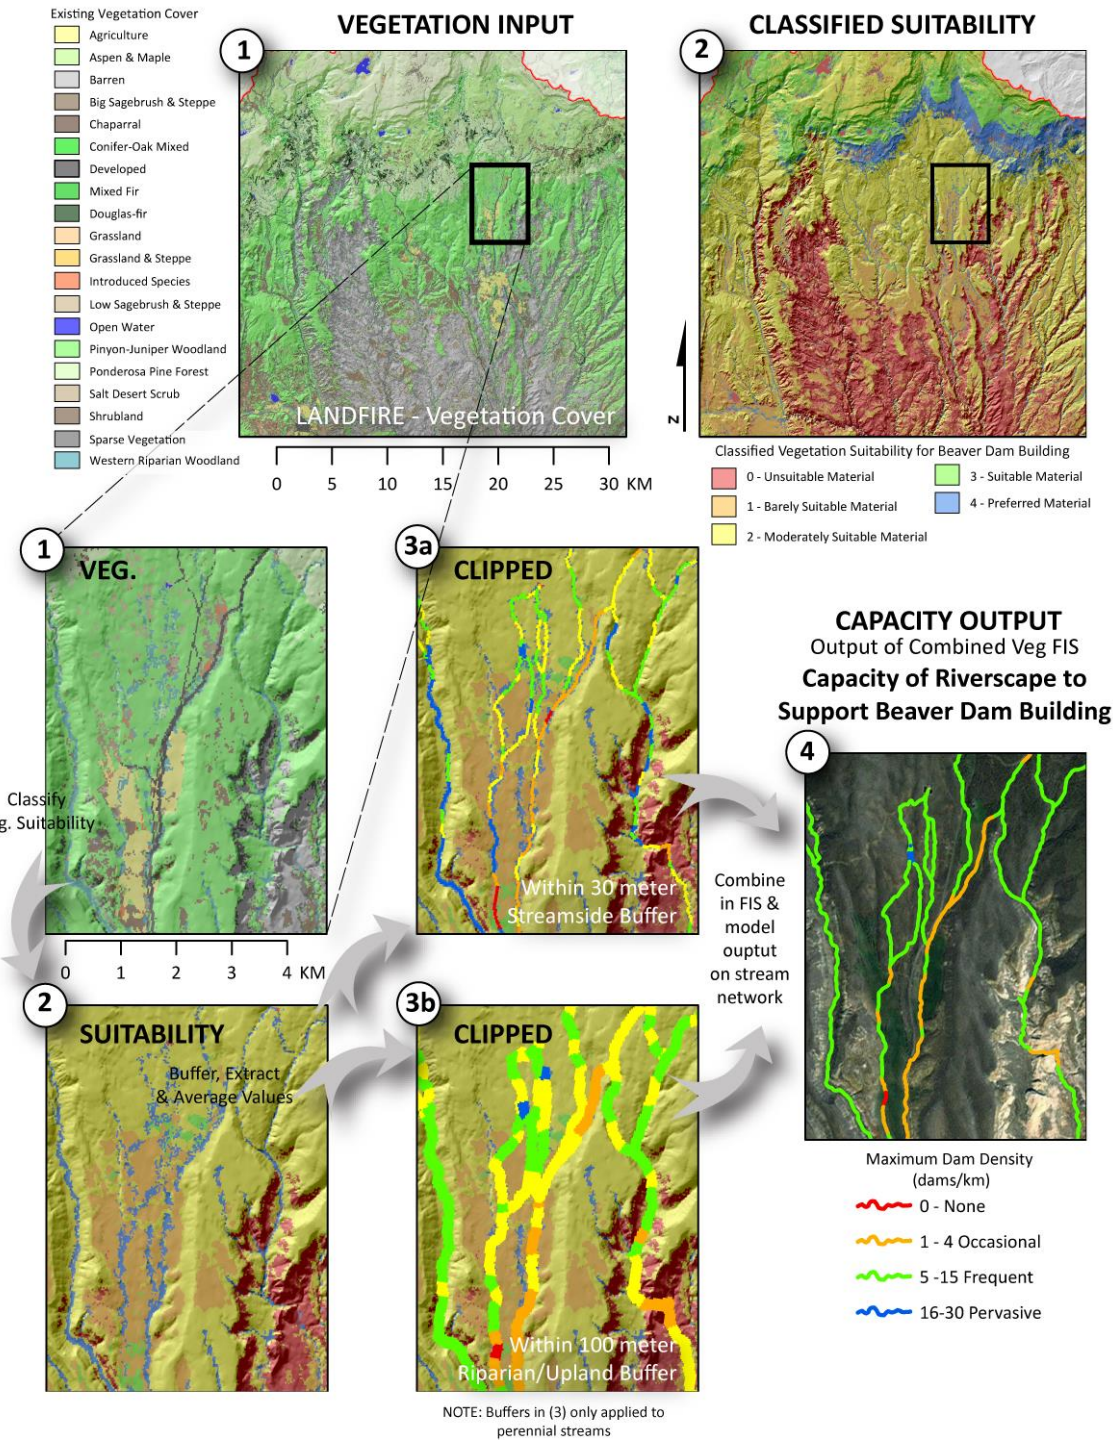 Existing Vegetation Cover
Agriculture
Aspen & Maple
Barren
Big Sagebrush & Steppe
Chaparral
Conifer-Oak Mixed
Developed
Mixed Fir
Douglas-fir
Grassland
Grassland & Steppe
Introduced Species
Low Sagebrush & Steppe
Open Water
Pinyon-Juniper Woodland
Ponderosa Pine Forest
Salt Desert Scrub
Shrubland
Sparse Vegetation
Western Riparian Woodland
VEGETATION INPUT
1
LANDFIRE - Vegetation Cover
0 5 10 15 20 25 30 KM
CLASSIFIED SUITABILITY
2
N
Classified Vegetation Suitability for Beaver Dam Building
0 - Unsuitable Material
1 - Barely Suitable Material
2 - Moderately Suitable Material
3 - Suitable Material
4 - Preferred Material
1
VEG.
Classify
g. Suitability
0 1 2 3 4 KM
3a
CLIPPED
Within 30 meter
Streamside Buffer
2
SUITABILITY
Buffer, Extract
& Average Values
3b
CLIPPED
Within 100 meter
Riparian/Upland Buffer
NOTE: Buffers in (3) only applied to
perennial streams
Combine
in FIS &
model
ouptut
on stream
network
CAPACITY OUTPUT
Output of Combined Veg FIS
Capacity of Riverscape to
Support Beaver Dam Building
4
Maximum Dam Density
(dams/km)
0 - None
1 - 4 Occasional
5 -15 Frequent
16-30 Pervasive